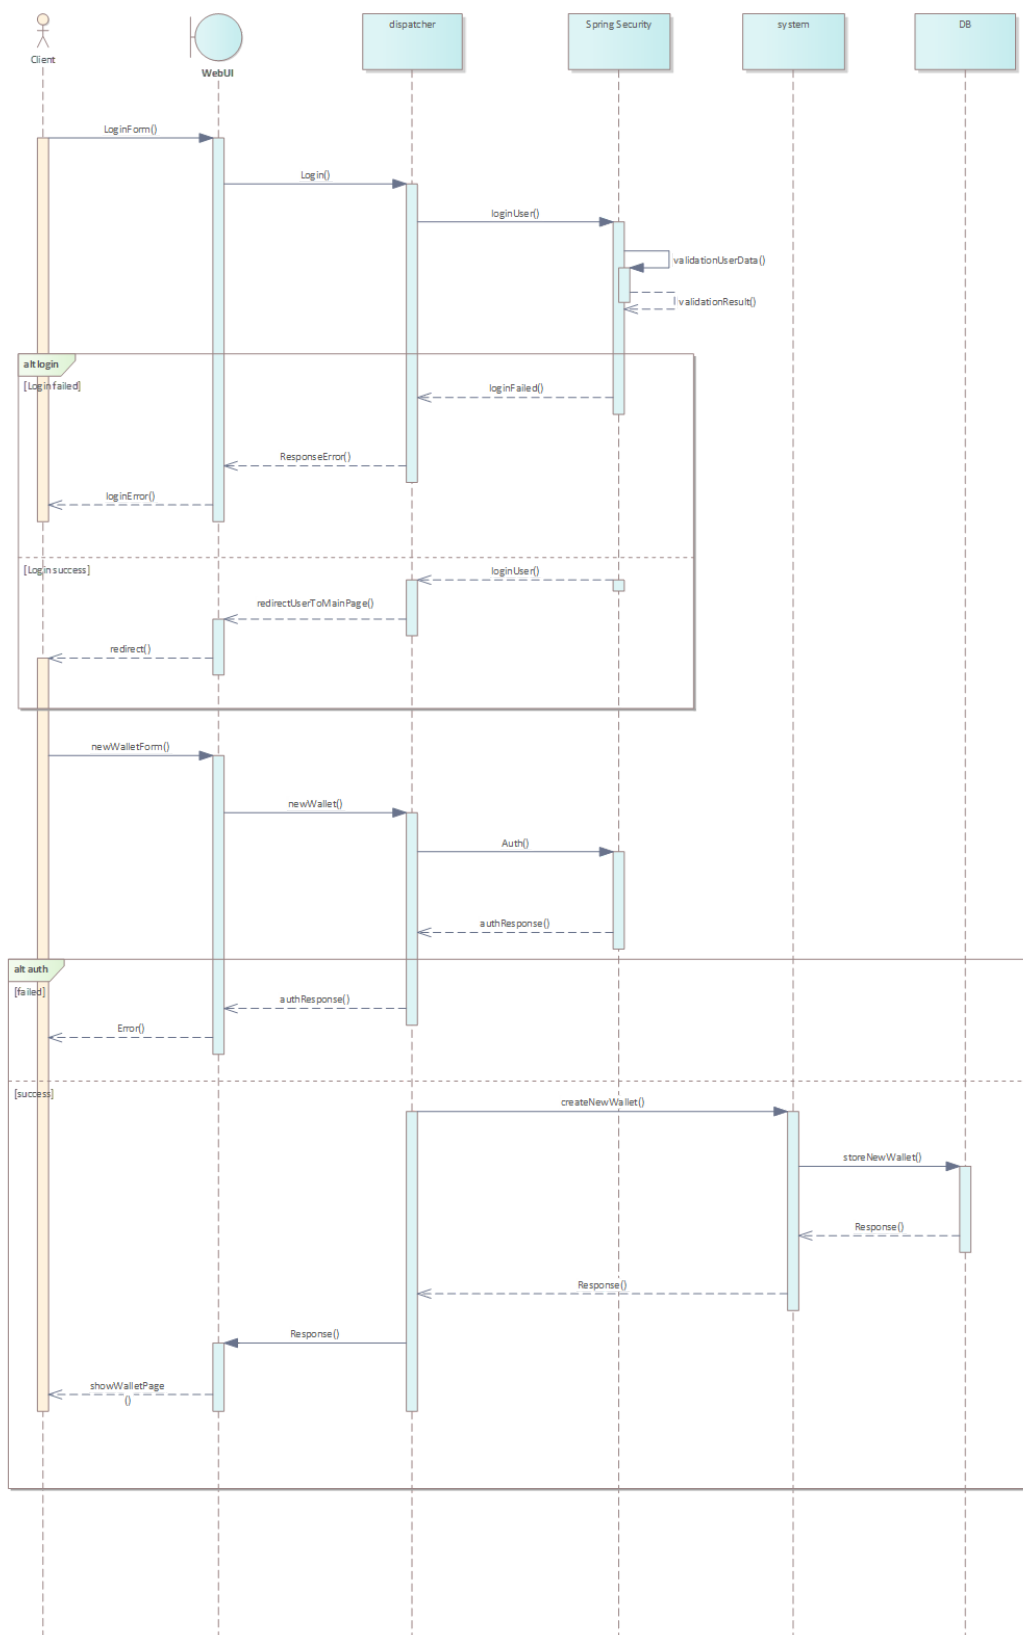 Client
WebUI
dispatcher
Spring Security
system
DB
LoginForm()
Login()
loginUser()
validationUserData()
validationResult()
alt login
[Login failed]
loginFailed()
ResponseError()
loginError()
[Login success]
loginUser()
redirectUserToMainPage()
redirect()
newWalletForm()
newWallet()
Auth()
authResponse()
alt auth
[failed]
authResponse()
Error()
[success]
createNewWallet()
storeNewWallet()
Response()
Response()
Response()
showWalletPage
()